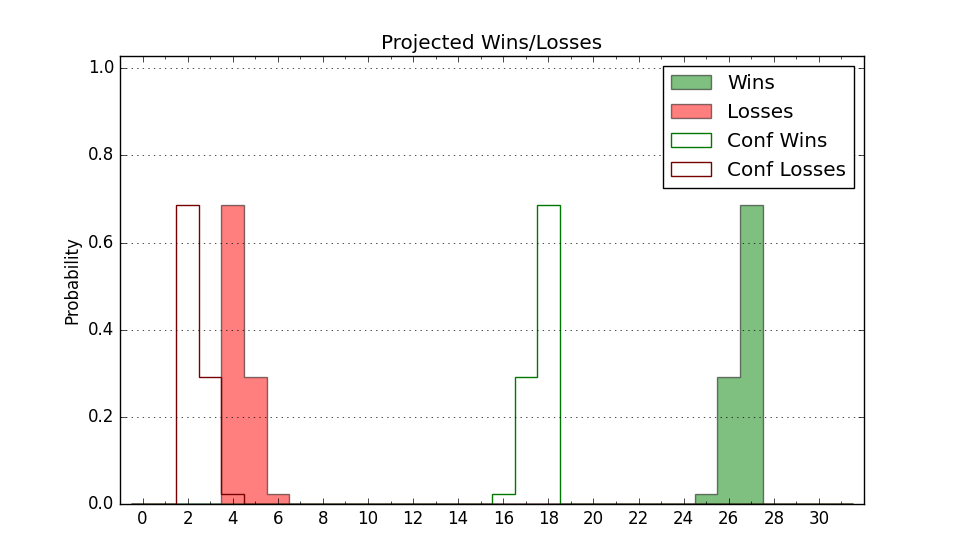 Projected Wins/Losses
Wins
Losses
Conf Wins
Conf Losses
Probability
1.0
0.8
0.6
0.4
0.2
0.0
0 2 4 6 8 10 12 14 16 18 20 22 24 26 28 30